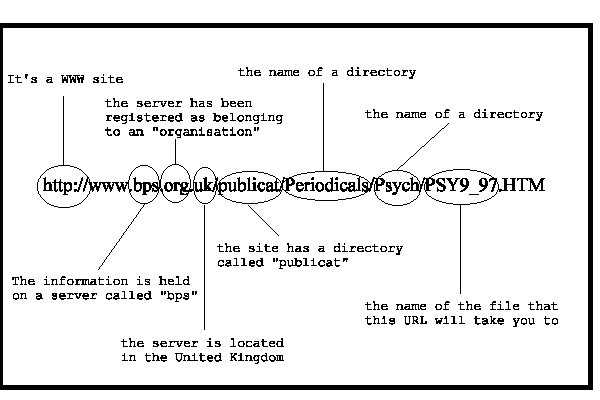 the name of a directory
It's a WWW site
the server has been
registered as belonging
to an "organisation"
the name of a directory
http://www.bps.org.uk/publicat/Periodicals/Psych/PSY9_97.HTM
the site has a directory
called "publicat"
The information is held
on a server called "bps"
the name of the file that
this URL will take you to
the server is located
in the United Kingdom